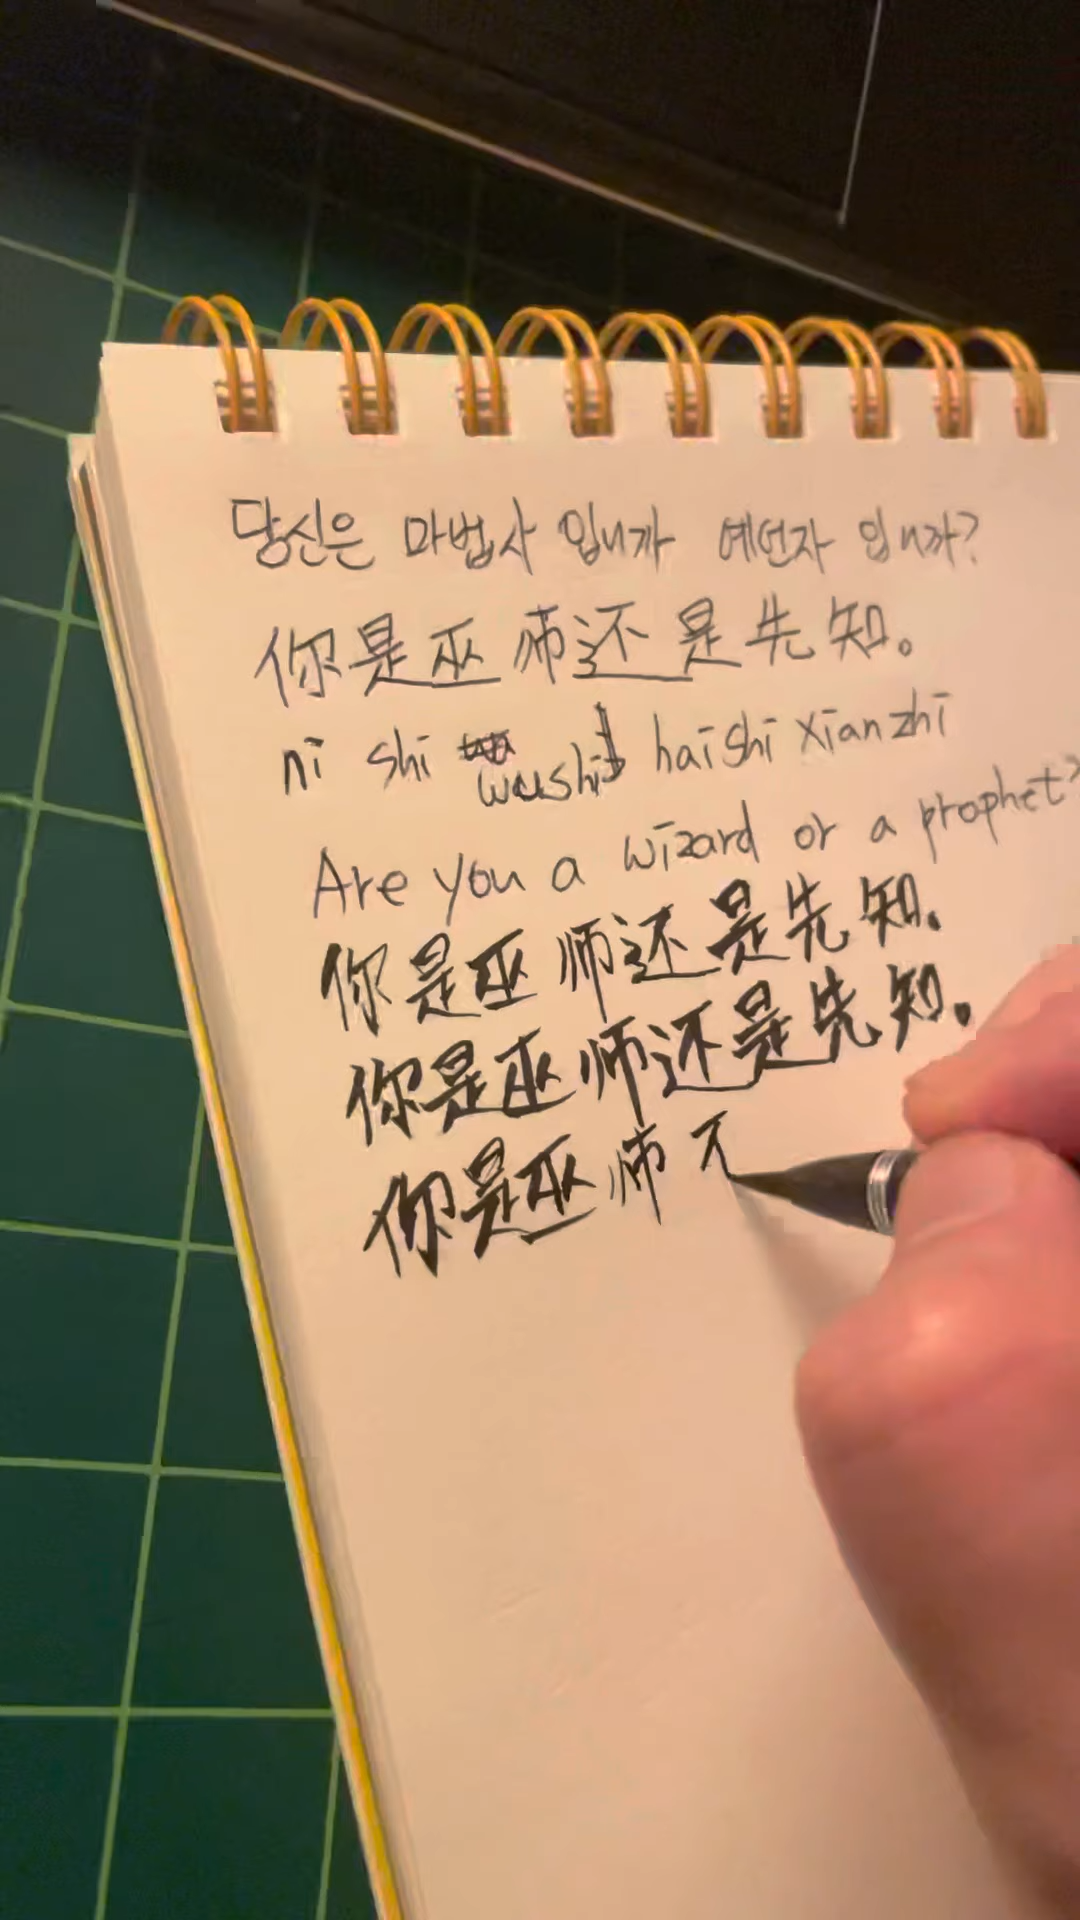 당신은 마법사 입니까 예언자 입니까?
你是巫师还是先知。
ni shi wushi haishi xianzhi
Are you a wizard or a prophet?
你是巫师还是先知.
你是巫师还是先知.
你是巫师不